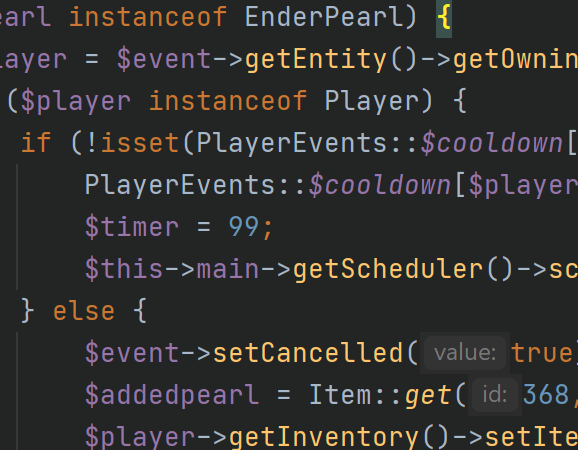 earl instanceof EnderPearl) {
layer = $event->getEntity()->getOwnin
($player instanceof Player) {
if (!isset(PlayerEvents::$cooldown[
PlayerEvents::$cooldown[$player
$timer = 99;
$this->main->getScheduler()->sc
} else {
$event->setCancelled( value: true)
$addedpearl = Item::get( id: 368,
$player->getInventory()->setIte